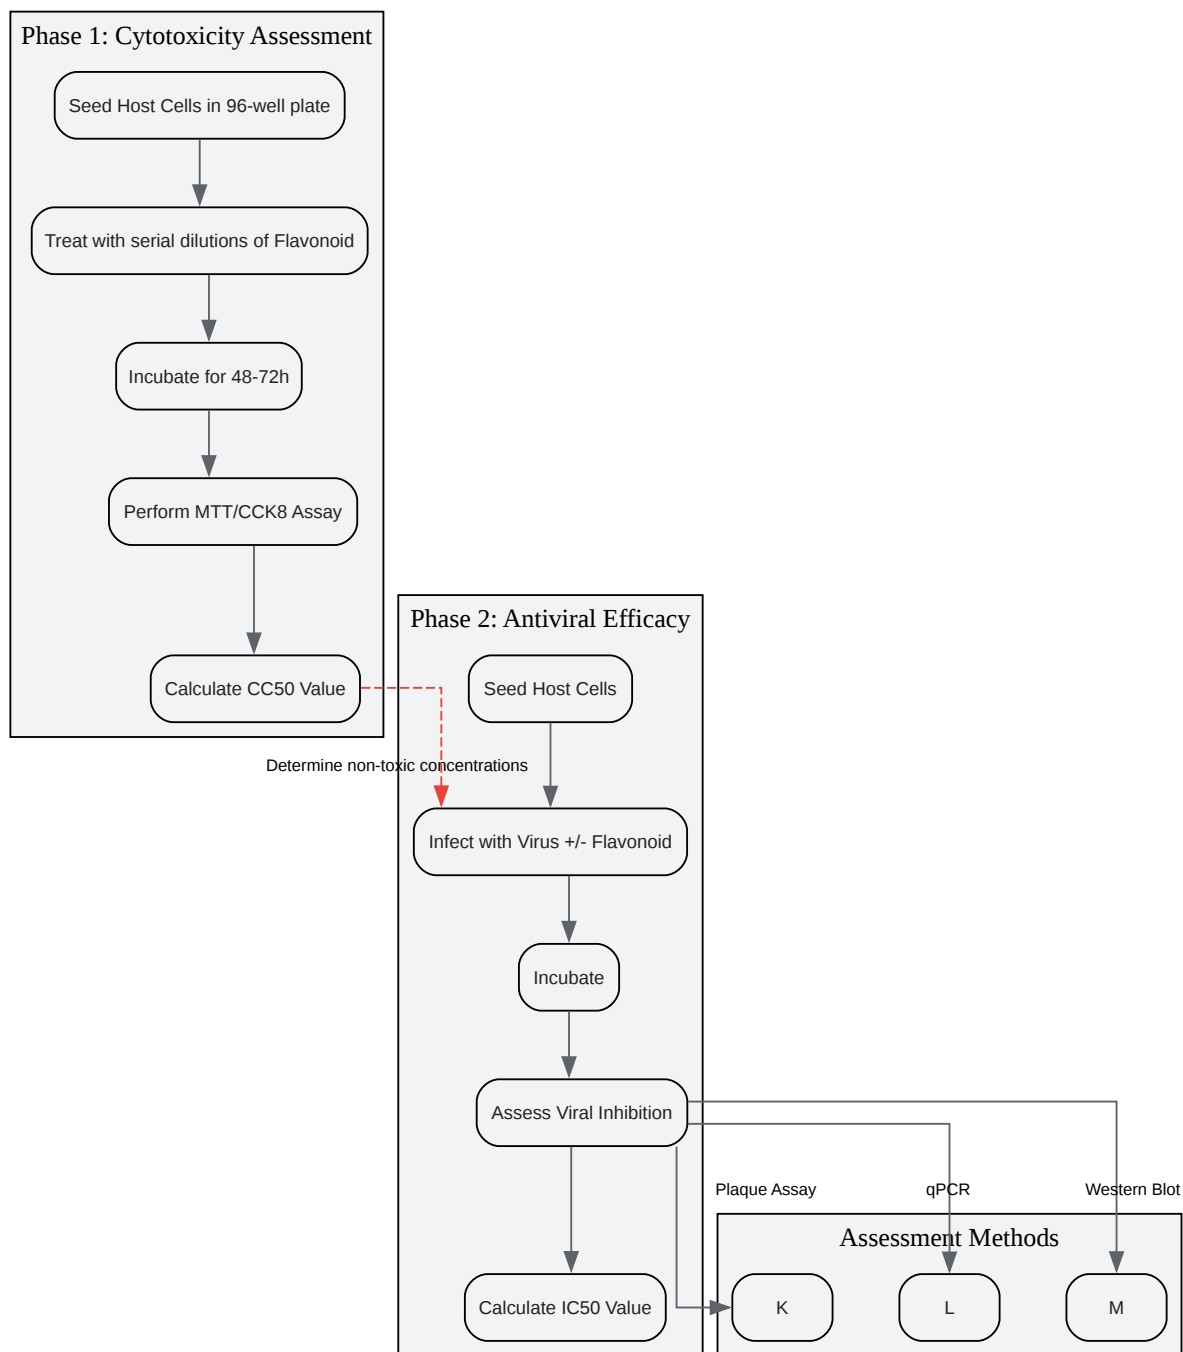 Phase 1: Cytotoxicity Assessment
Seed Host Cells in 96-well plate
Treat with serial dilutions of Flavonoid
Incubate for 48-72h
Perform MTT/CCK8 Assay
Calculate CC50 Value
Determine non-toxic concentrations
Phase 2: Antiviral Efficacy
Seed Host Cells
Infect with Virus +/- Flavonoid
Incubate
Assess Viral Inhibition
Calculate IC50 Value
Plaque Assay
qPCR
Western Blot
Assessment Methods
K
L
M